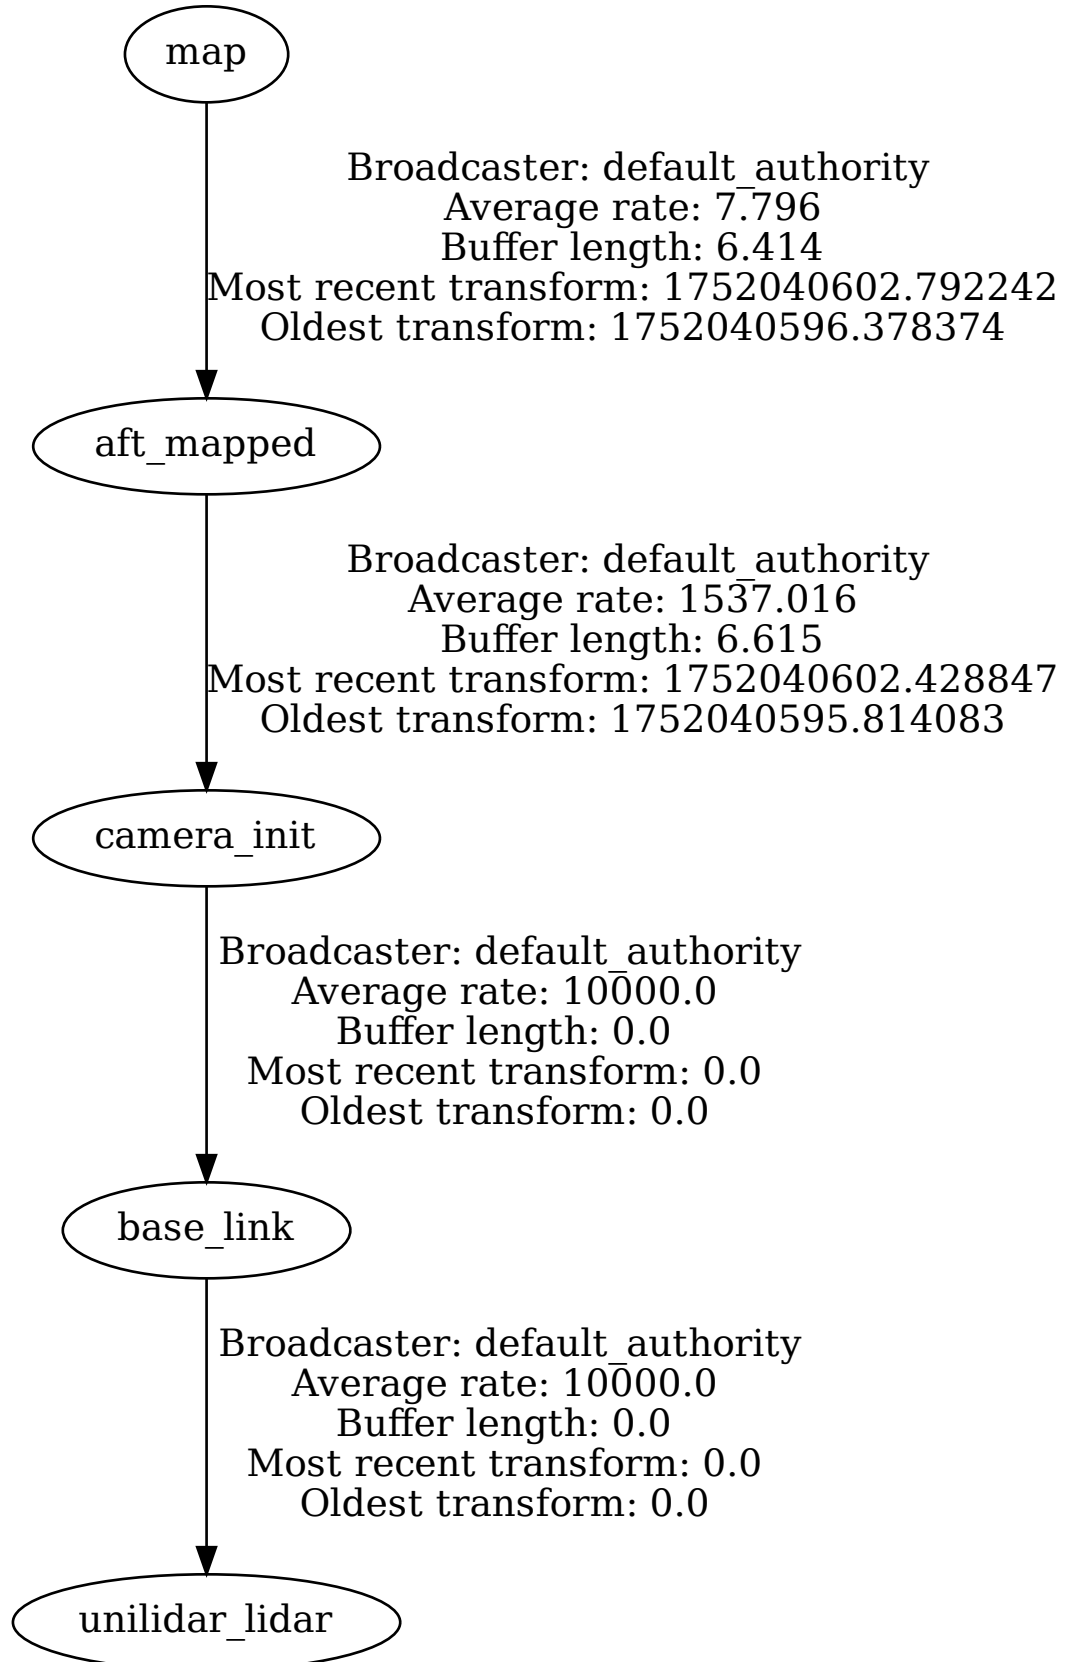 map
Broadcaster: default_authority
Average rate: 7.796
Buffer length: 6.414
Most recent transform: 1752040602.792242
Oldest transform: 1752040596.378374
aft_mapped
Broadcaster: default_authority
Average rate: 1537.016
Buffer length: 6.615
Most recent transform: 1752040602.428847
Oldest transform: 1752040595.814083
camera_init
Broadcaster: default_authority
Average rate: 10000.0
Buffer length: 0.0
Most recent transform: 0.0
Oldest transform: 0.0
base_link
Broadcaster: default_authority
Average rate: 10000.0
Buffer length: 0.0
Most recent transform: 0.0
Oldest transform: 0.0
unilidar_lidar